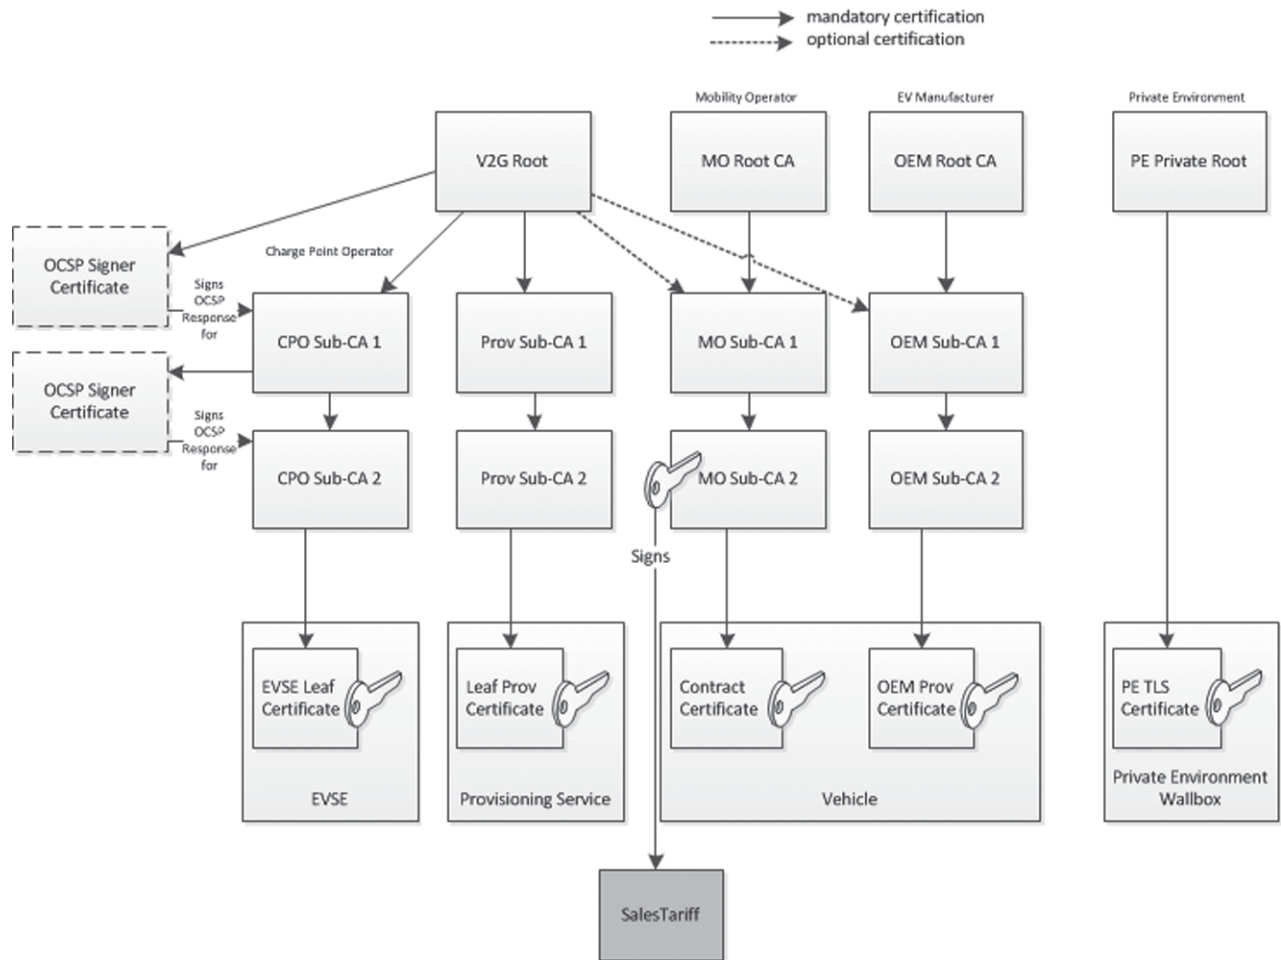 mandatory certification
optional certification
Mobility Operator
EV Manufacturer
Private Environment
V2G Root
MO Root CA
OEM Root CA
PE Private Root
Charge Point Operator
OCSP Signer
Certificate
Signs
OCSP
Response
for
CPO Sub-CA 1
Prov Sub-CA 1
MO Sub-CA 1
OEM Sub-CA 1
OCSP Signer
Certificate
Signs
OCSP
Response
for
CPO Sub-CA 2
Prov Sub-CA 2
MO Sub-CA 2
OEM Sub-CA 2
Signs
EVSE Leaf
Certificate
Leaf Prov
Certificate
Contract
Certificate
OEM Prov
Certificate
PE TLS
Certificate
EVSE
Provisioning Service
Vehicle
Private Environment
Wallbox
SalesTariff